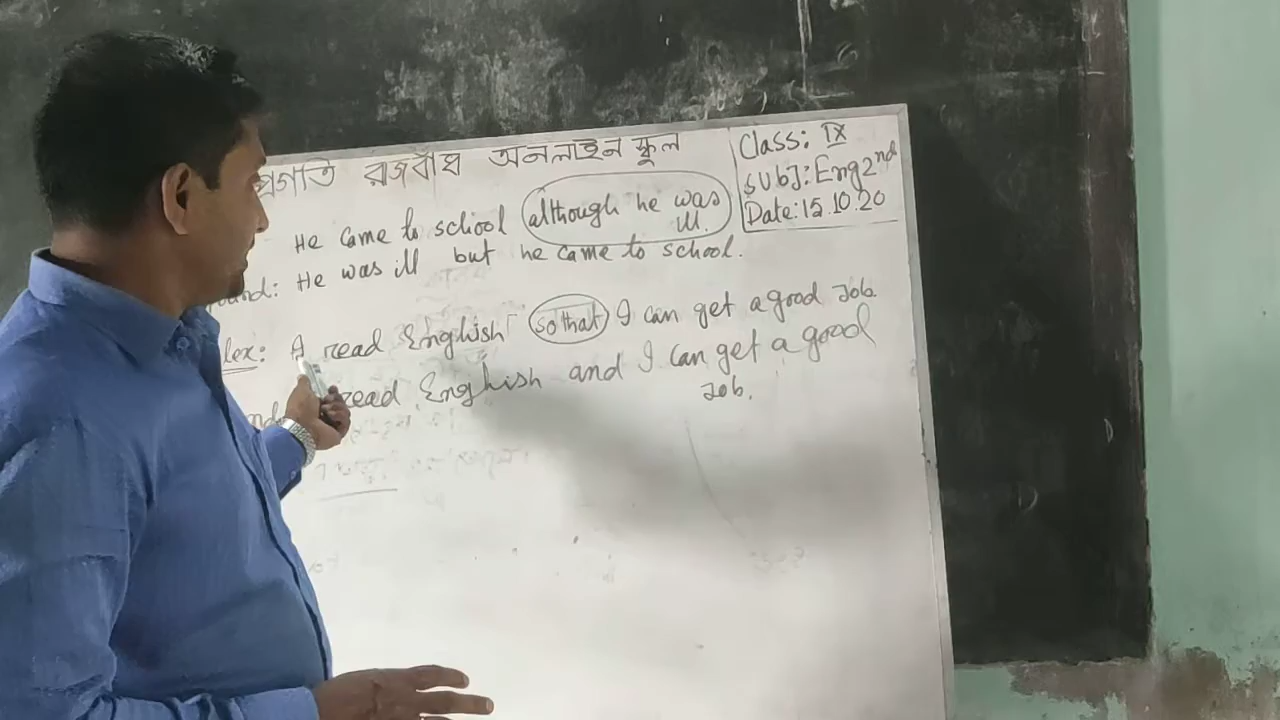 প্রগতি রাজবাঁধ অনলাইন স্কুল
Class: IX
Subj: Eng 2nd
Date: 15.10.20
He came to school although he was ill.
He was ill but he came to school.
lex: I read English so that I can get a good Job.
read English and I can get a good Job.